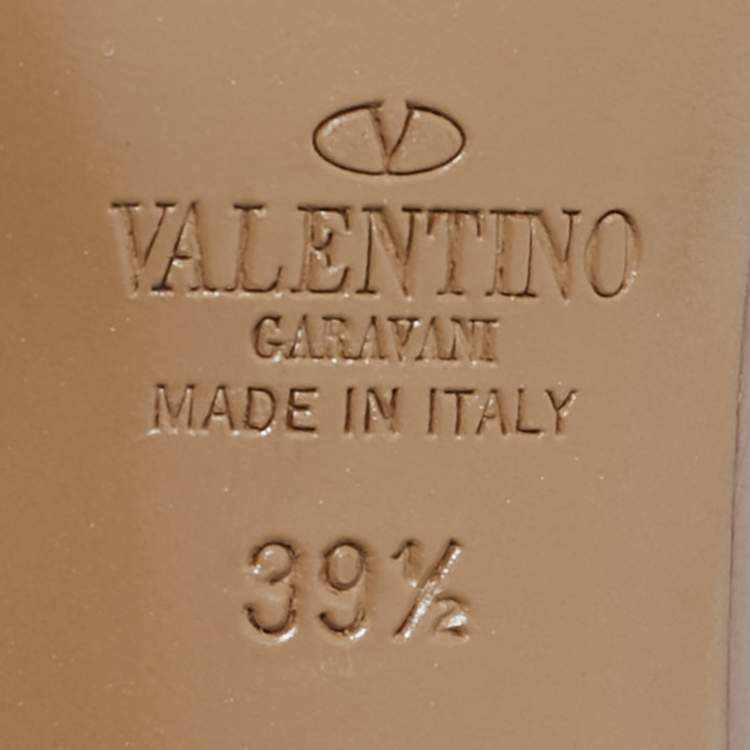 V
VALENTINO
GARAVANI
MADE IN ITALY
39½